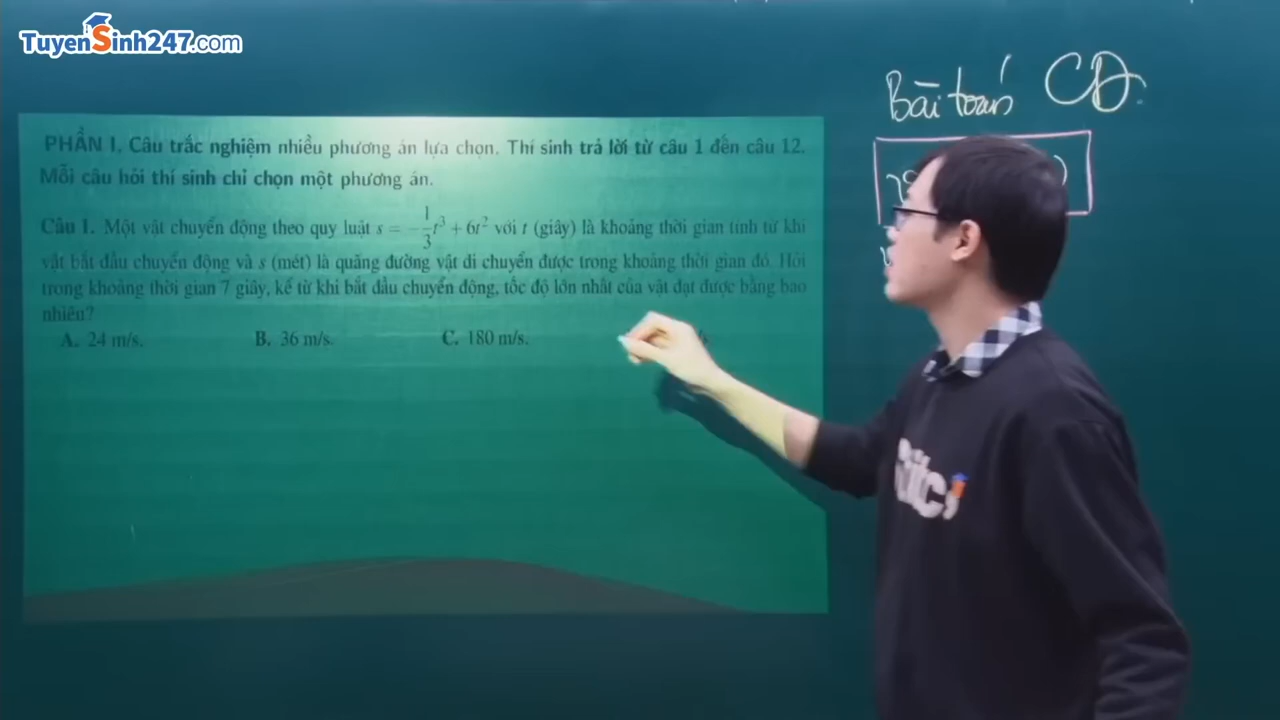 TuyenSinh247.com
Bài toán CĐ.
PHẦN I. Câu trắc nghiệm nhiều phương án lựa chọn. Thí sinh trả lời từ câu 1 đến câu 12.
Mỗi câu hỏi thí sinh chỉ chọn một phương án.
Câu 1. Một vật chuyển động theo quy luật s = -\frac{1}{3}t³ + 6t² với t (giây) là khoảng thời gian tính từ khi
vật bắt đầu chuyển động và s (mét) là quãng đường vật di chuyển được trong khoảng thời gian đó. Hỏi
trong khoảng thời gian 7 giây, kể từ khi bắt đầu chuyển động, tốc độ lớn nhất của vật đạt được bằng bao
nhiêu?
A. 24 m/s. B. 36 m/s. C. 180 m/s.